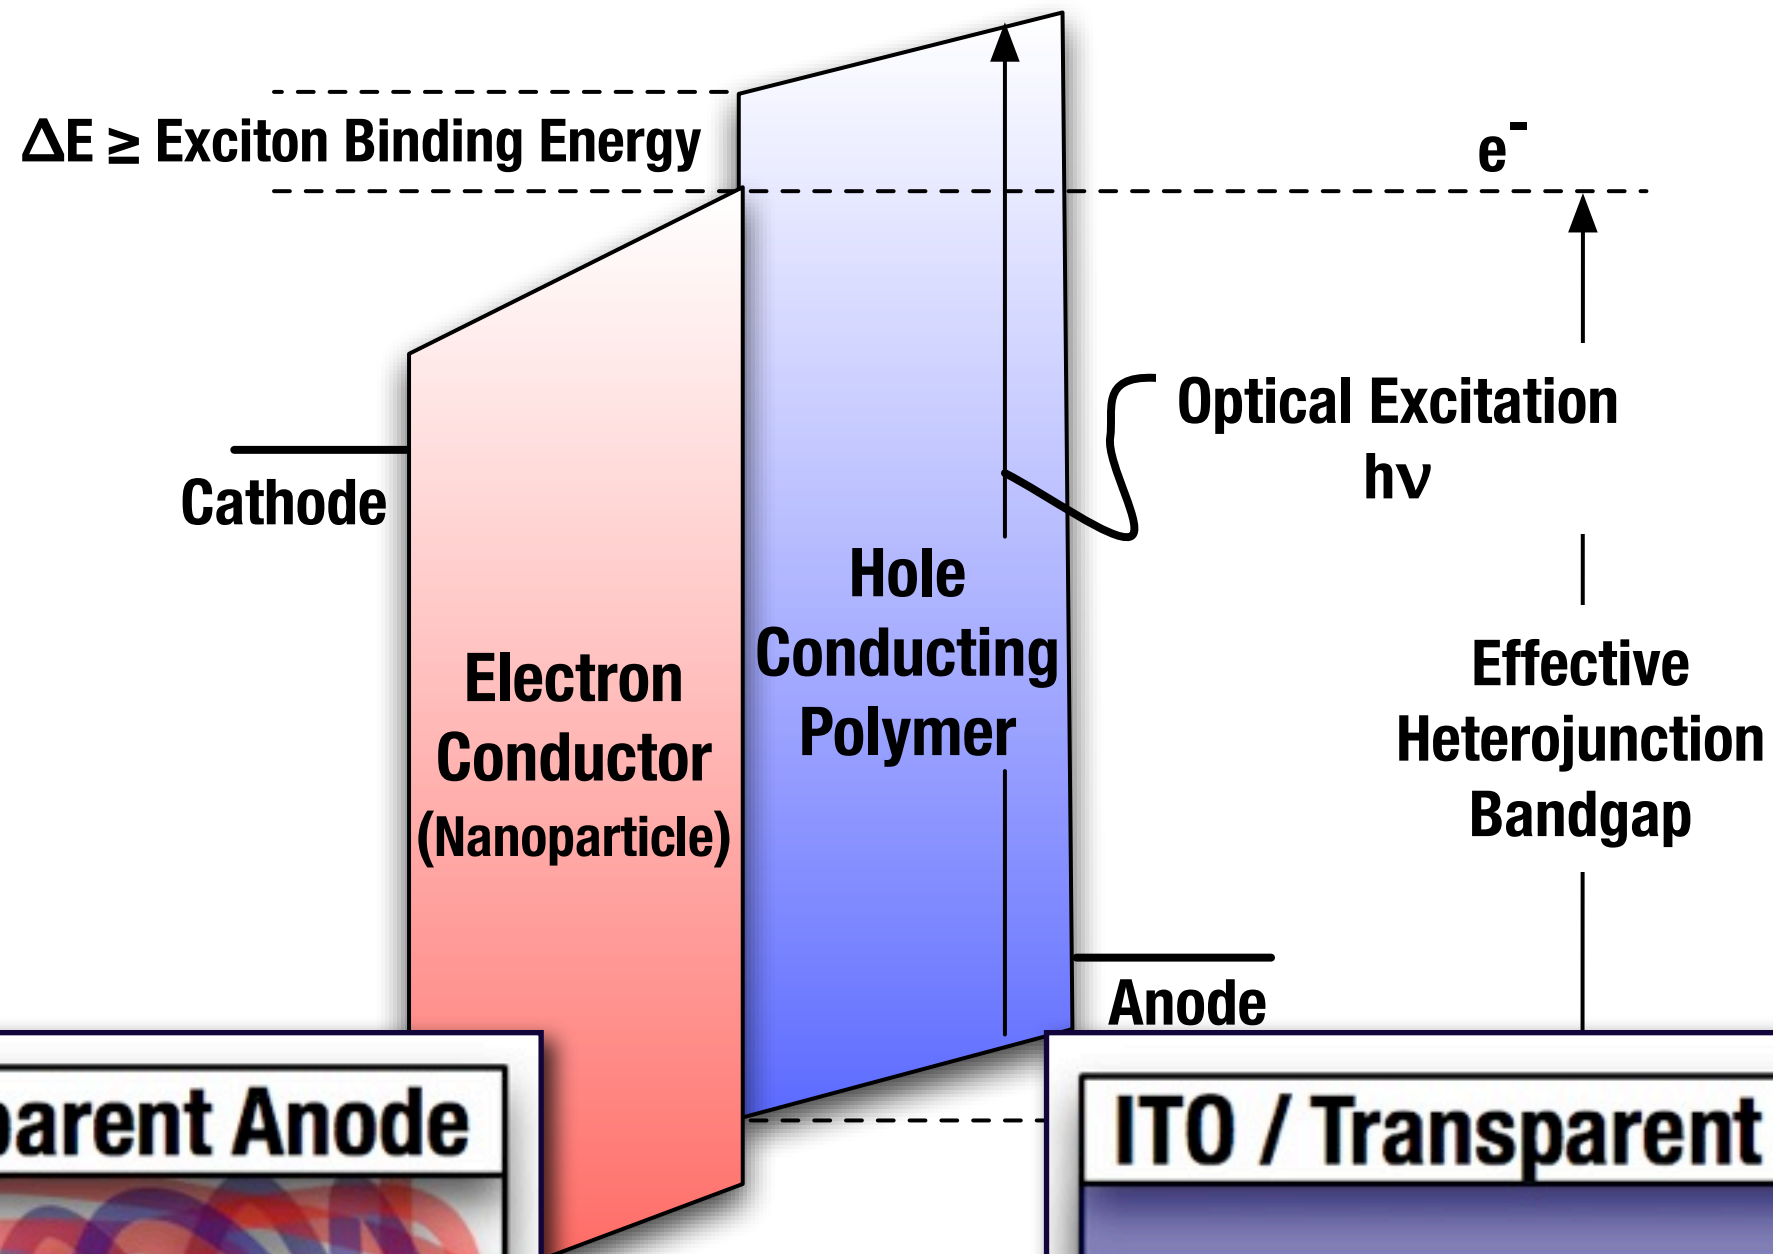 ΔE ≥ Exciton Binding Energy
e⁻
Optical Excitation
hν
Cathode
Hole
Conducting
Polymer
Electron
Conductor
(Nanoparticle)
Effective
Heterojunction
Bandgap
Anode
parent Anode
ITO / Transparent